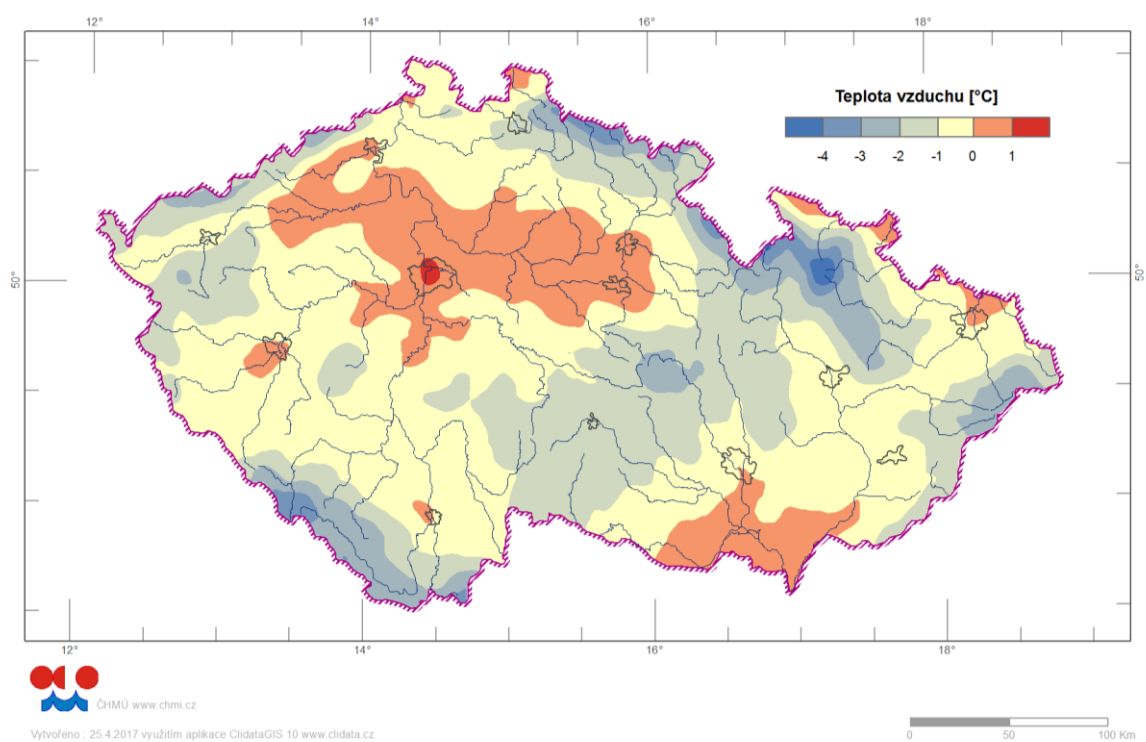 12° 14° 16° 18°
Teplota vzduchu [°C]
-4 -3 -2 -1 0 1
50° 50°
12° 14° 16° 18°
ČHMÚ www.chmi.cz
Vytvořeno : 25.4.2017 využitím aplikace ClidataGIS 10 www.clidata.cz
0 50 100 Km